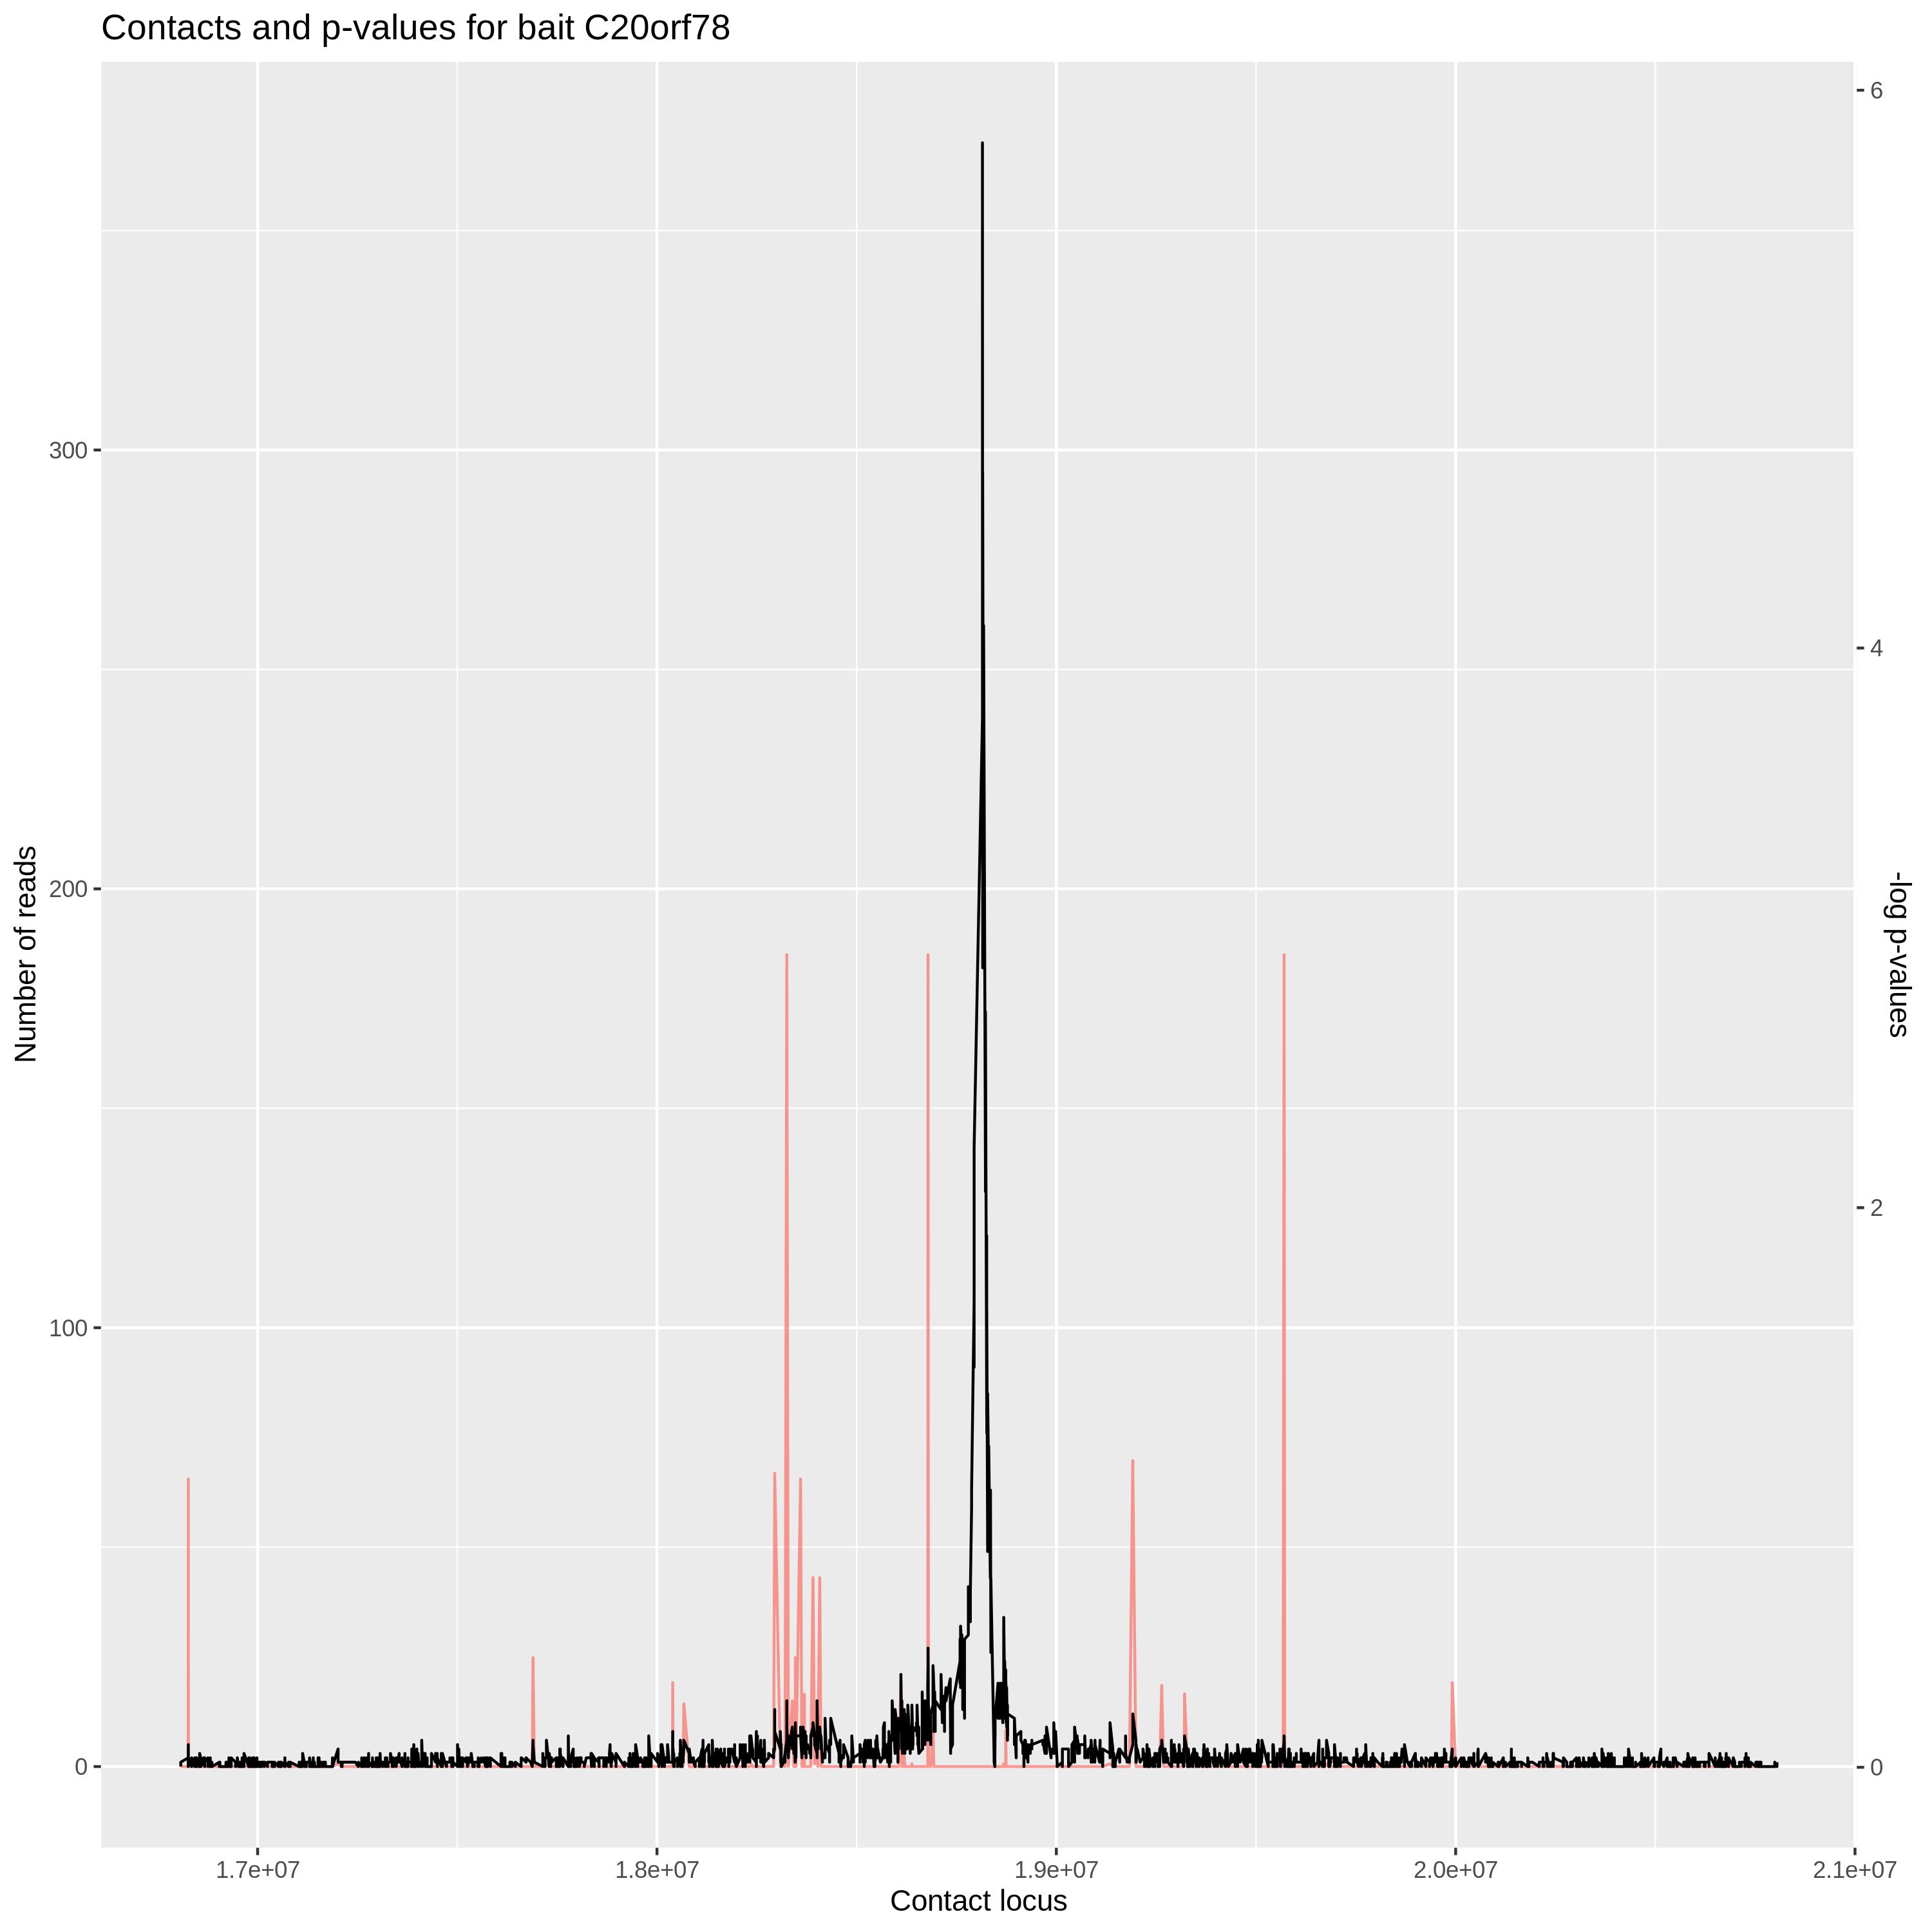 Contacts and p-values for bait C20orf78
Number of reads
300
200
100
0
6
4
2
0
-log p-values
1.7e+07 1.8e+07 1.9e+07 2.0e+07 2.1e+07
Contact locus